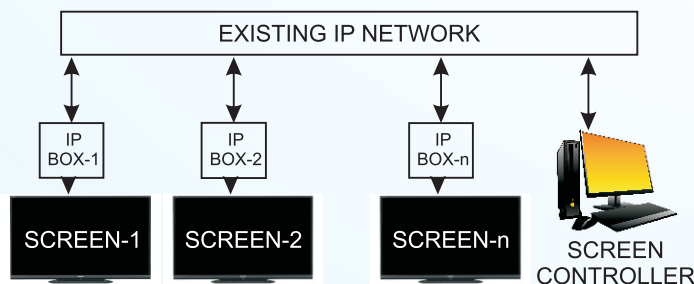 EXISTING IP NETWORK
IP
BOX-1
IP
BOX-2
IP
BOX-n
SCREEN-1
SCREEN-2
SCREEN-n
SCREEN
CONTROLLER